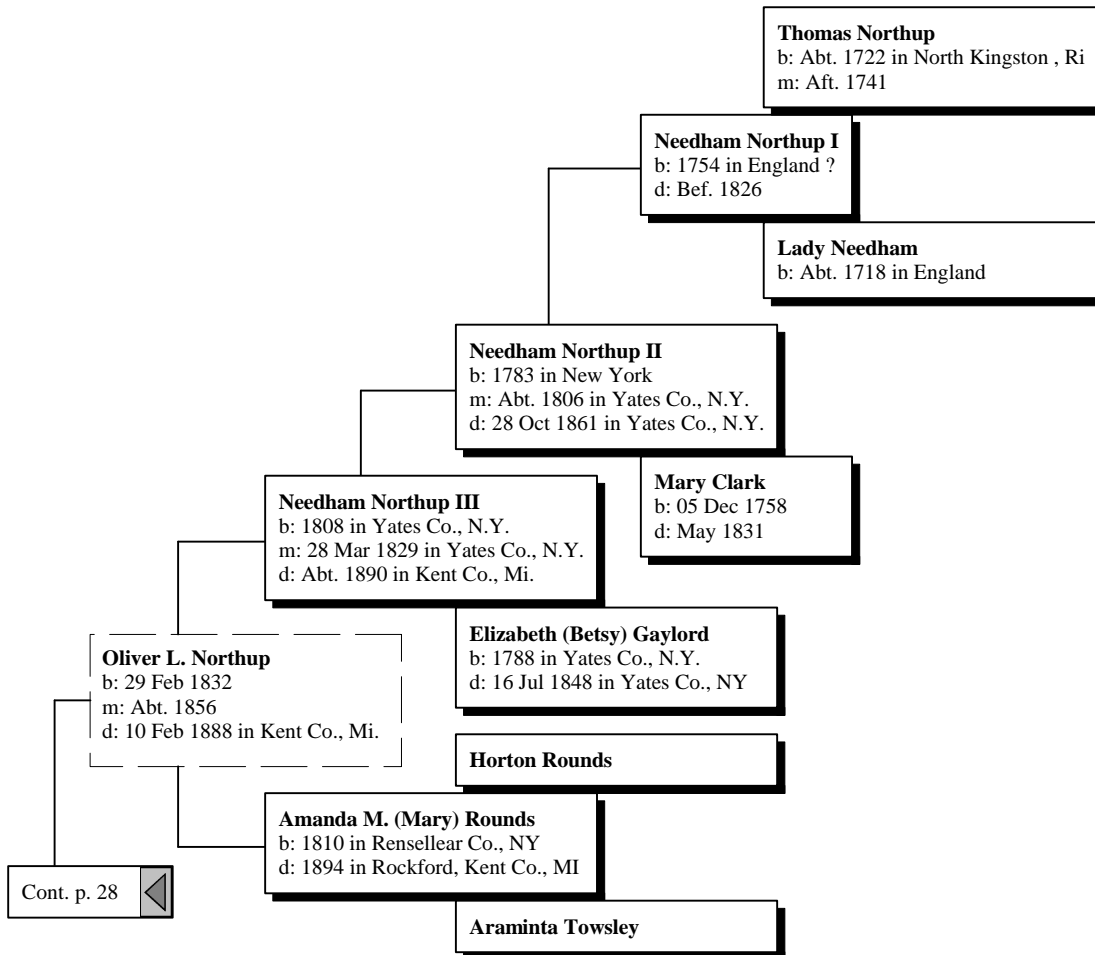 Thomas Northup
b: Abt. 1722 in North Kingston , Ri
m: Aft. 1741
Needham Northup I
b: 1754 in England ?
d: Bef. 1826
Lady Needham
b: Abt. 1718 in England
Needham Northup II
b: 1783 in New York
m: Abt. 1806 in Yates Co., N.Y.
d: 28 Oct 1861 in Yates Co., N.Y.
Mary Clark
b: 05 Dec 1758
d: May 1831
Needham Northup III
b: 1808 in Yates Co., N.Y.
m: 28 Mar 1829 in Yates Co., N.Y.
d: Abt. 1890 in Kent Co., Mi.
Elizabeth (Betsy) Gaylord
b: 1788 in Yates Co., N.Y.
d: 16 Jul 1848 in Yates Co., NY
Oliver L. Northup
b: 29 Feb 1832
m: Abt. 1856
d: 10 Feb 1888 in Kent Co., Mi.
Horton Rounds
Amanda M. (Mary) Rounds
b: 1810 in Rensellear Co., NY
d: 1894 in Rockford, Kent Co., MI
Cont. p. 28
Araminta Towsley